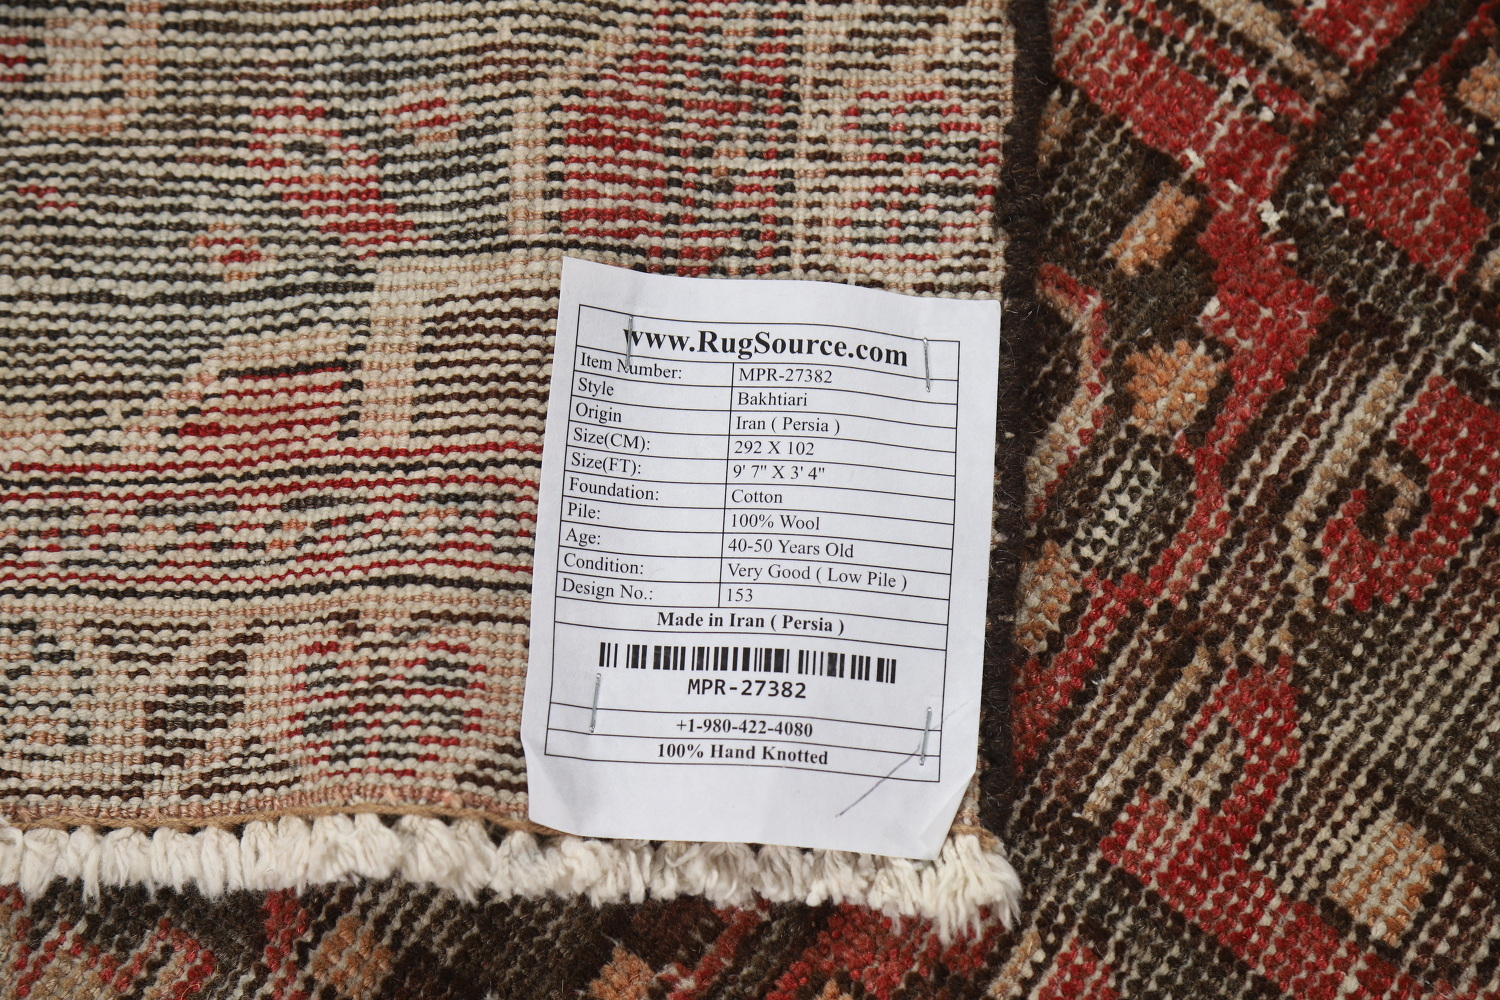 www.RugSource.com
Item Number: MPR-27382
Style Bakhtiari
Origin Iran ( Persia )
Size(CM): 292 X 102
Size(FT): 9' 7" X 3' 4"
Foundation: Cotton
Pile: 100% Wool
Age: 40-50 Years Old
Condition: Very Good ( Low Pile )
Design No.: 153
Made in Iran ( Persia )
MPR-27382
+1-980-422-4080
100% Hand Knotted